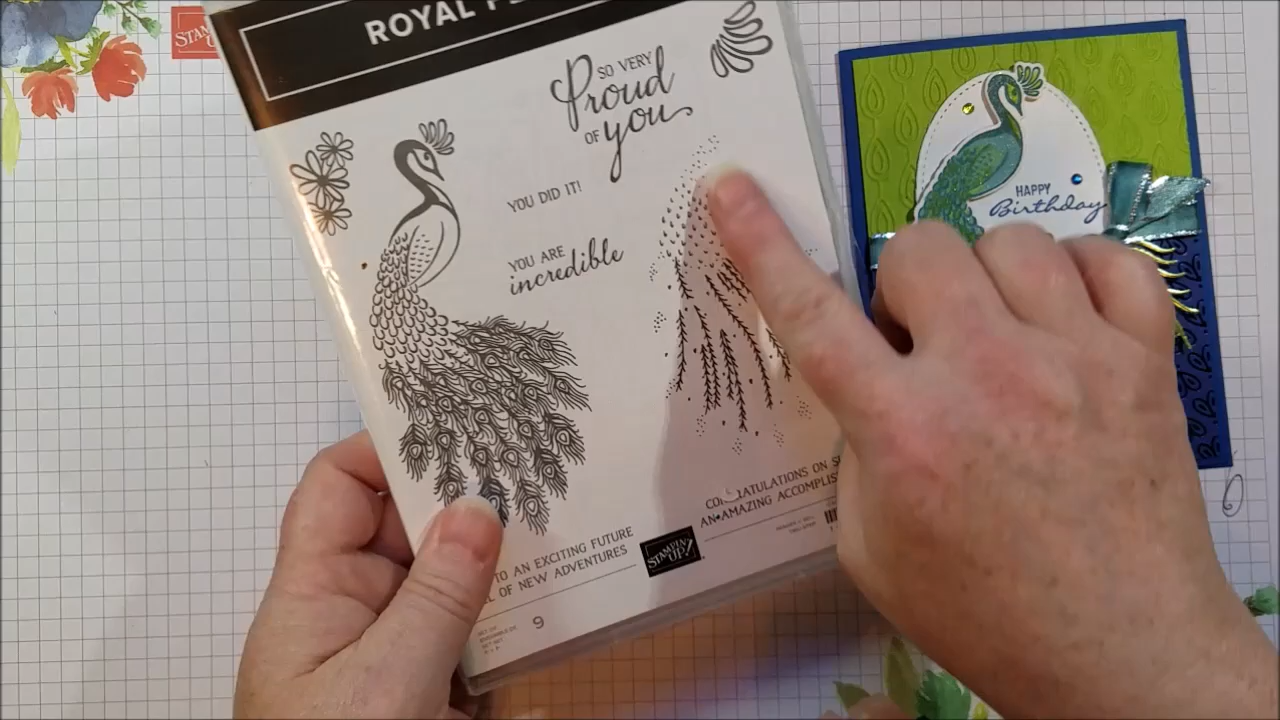 STAMPIN'
ROYAL
SO VERY
Proud
OF you
YOU DID IT!
YOU ARE
incredible
HAPPY
Birthday
TO AN EXCITING FUTURE
OF NEW ADVENTURES
CONGRATULATIONS ON
AN AMAZING
STAMPIN'
UP!
9